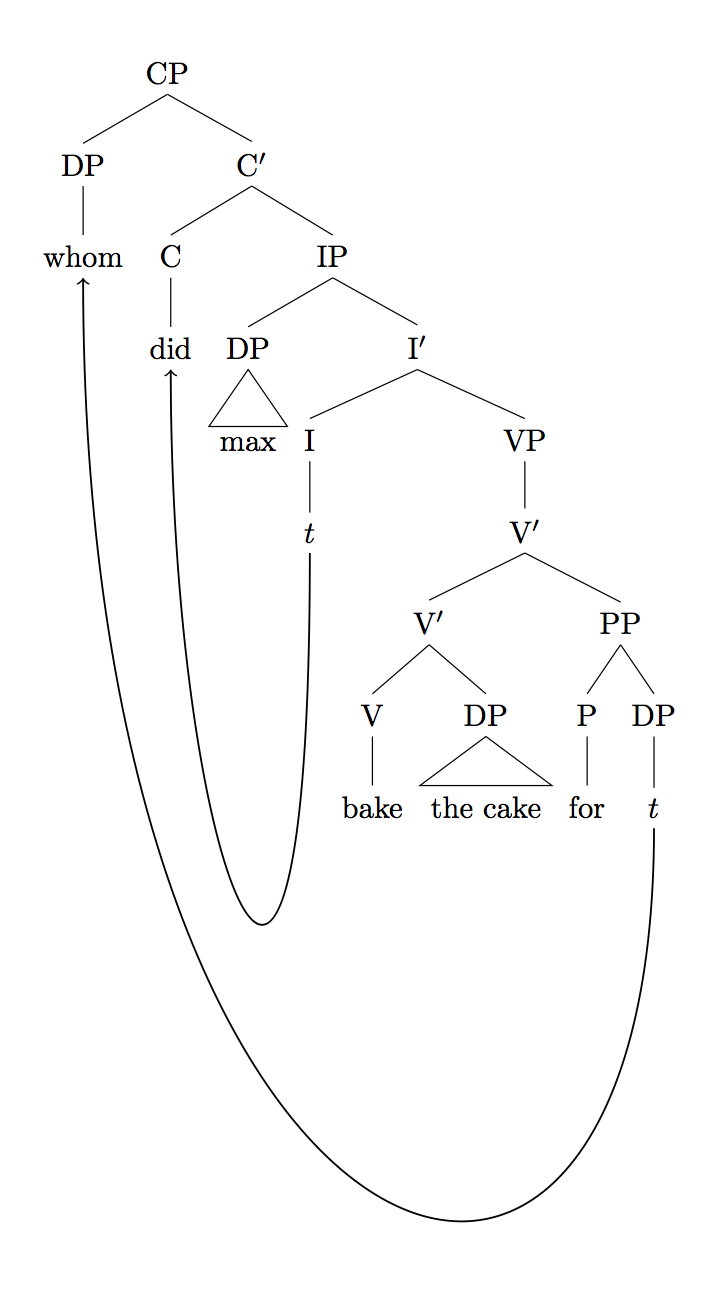 CP
DP C′
whom C IP
did DP I′
max I VP
t V′
V′ PP
V DP P DP
bake the cake for t